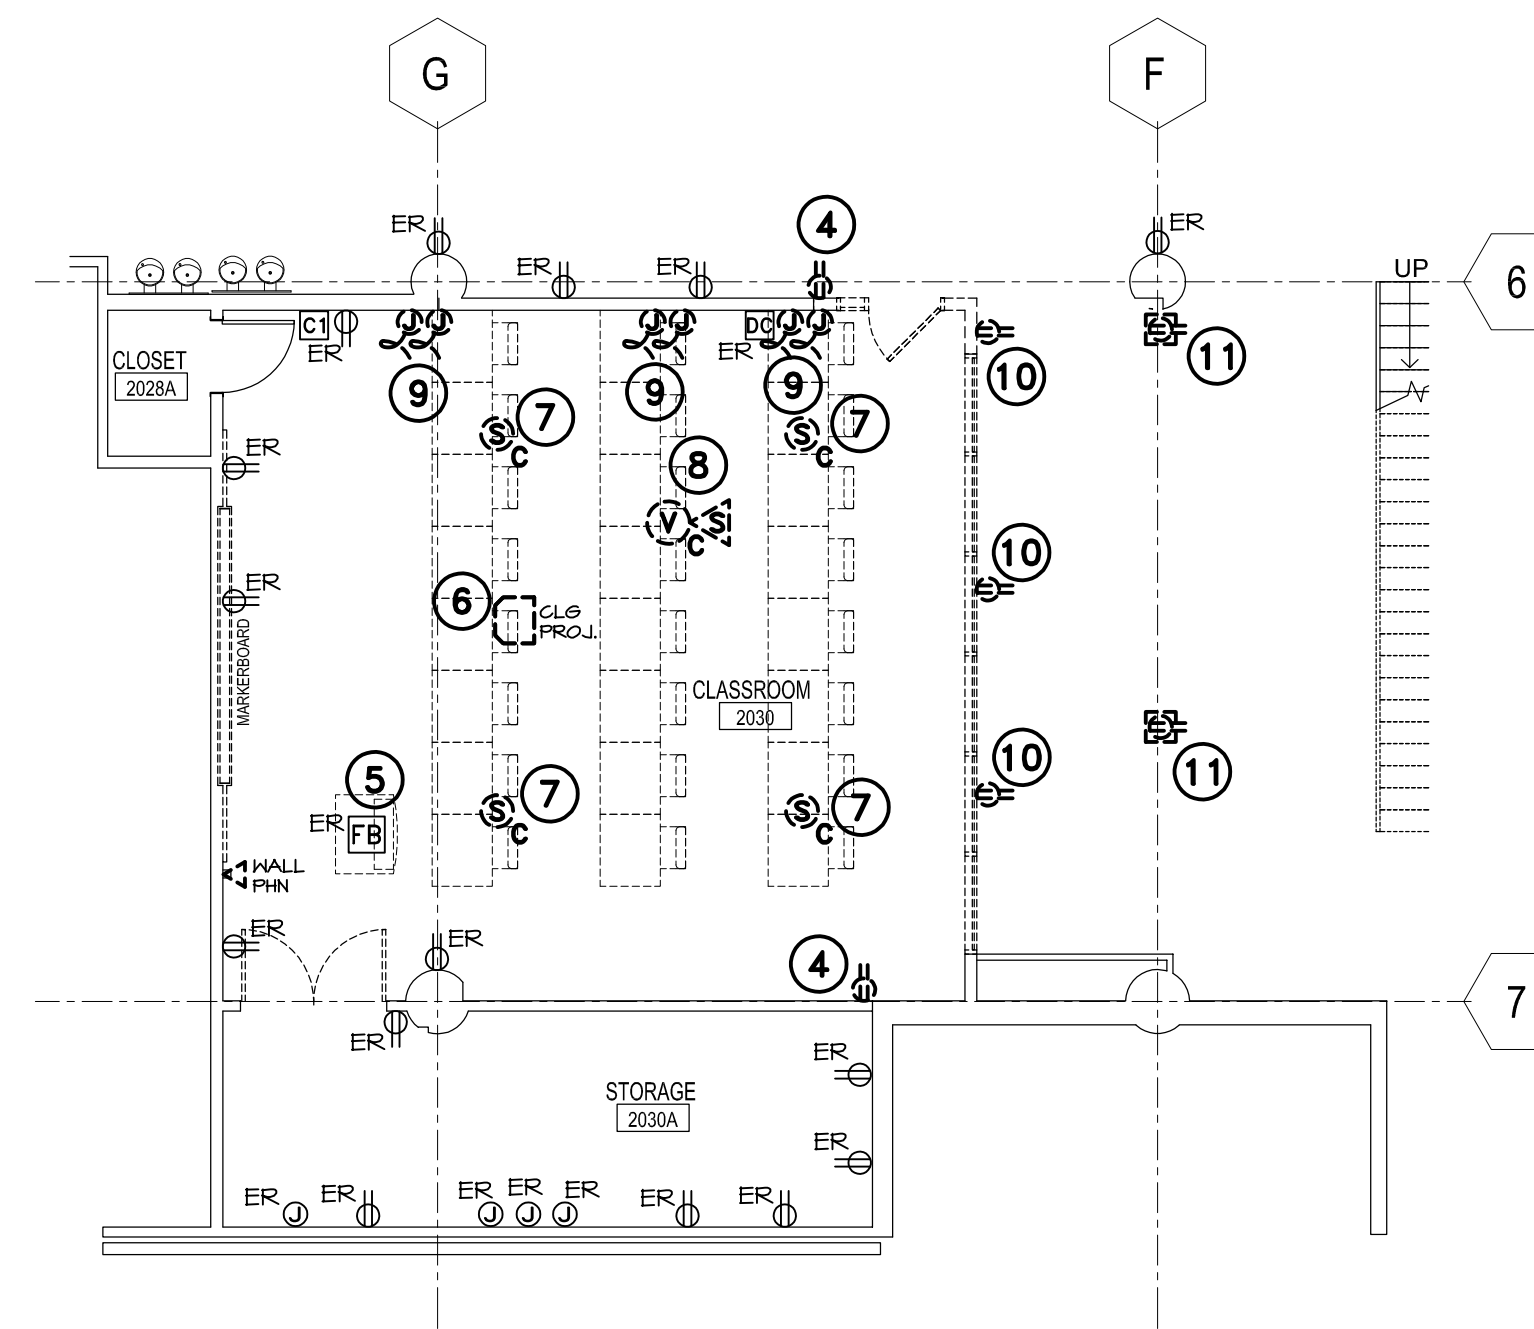 G
F
4
ER
ER
ER
ER
UP
6
C1
J
J
J
J
DC
J
J
ER
ER
CLOSET
2028A
9
9
9
10
11
7
7
S
C
S
C
ER
8
V
S
C
10
ER
6
CLG
PROJ.
MARKERBOARD
CLASSROOM
2030
10
11
5
7
7
ER
FB
S
C
S
C
WALL
PHN
ER
ER
4
7
ER
ER
STORAGE
2030A
ER
ER
J
ER
ER
J
ER
J
ER
J
ER
ER